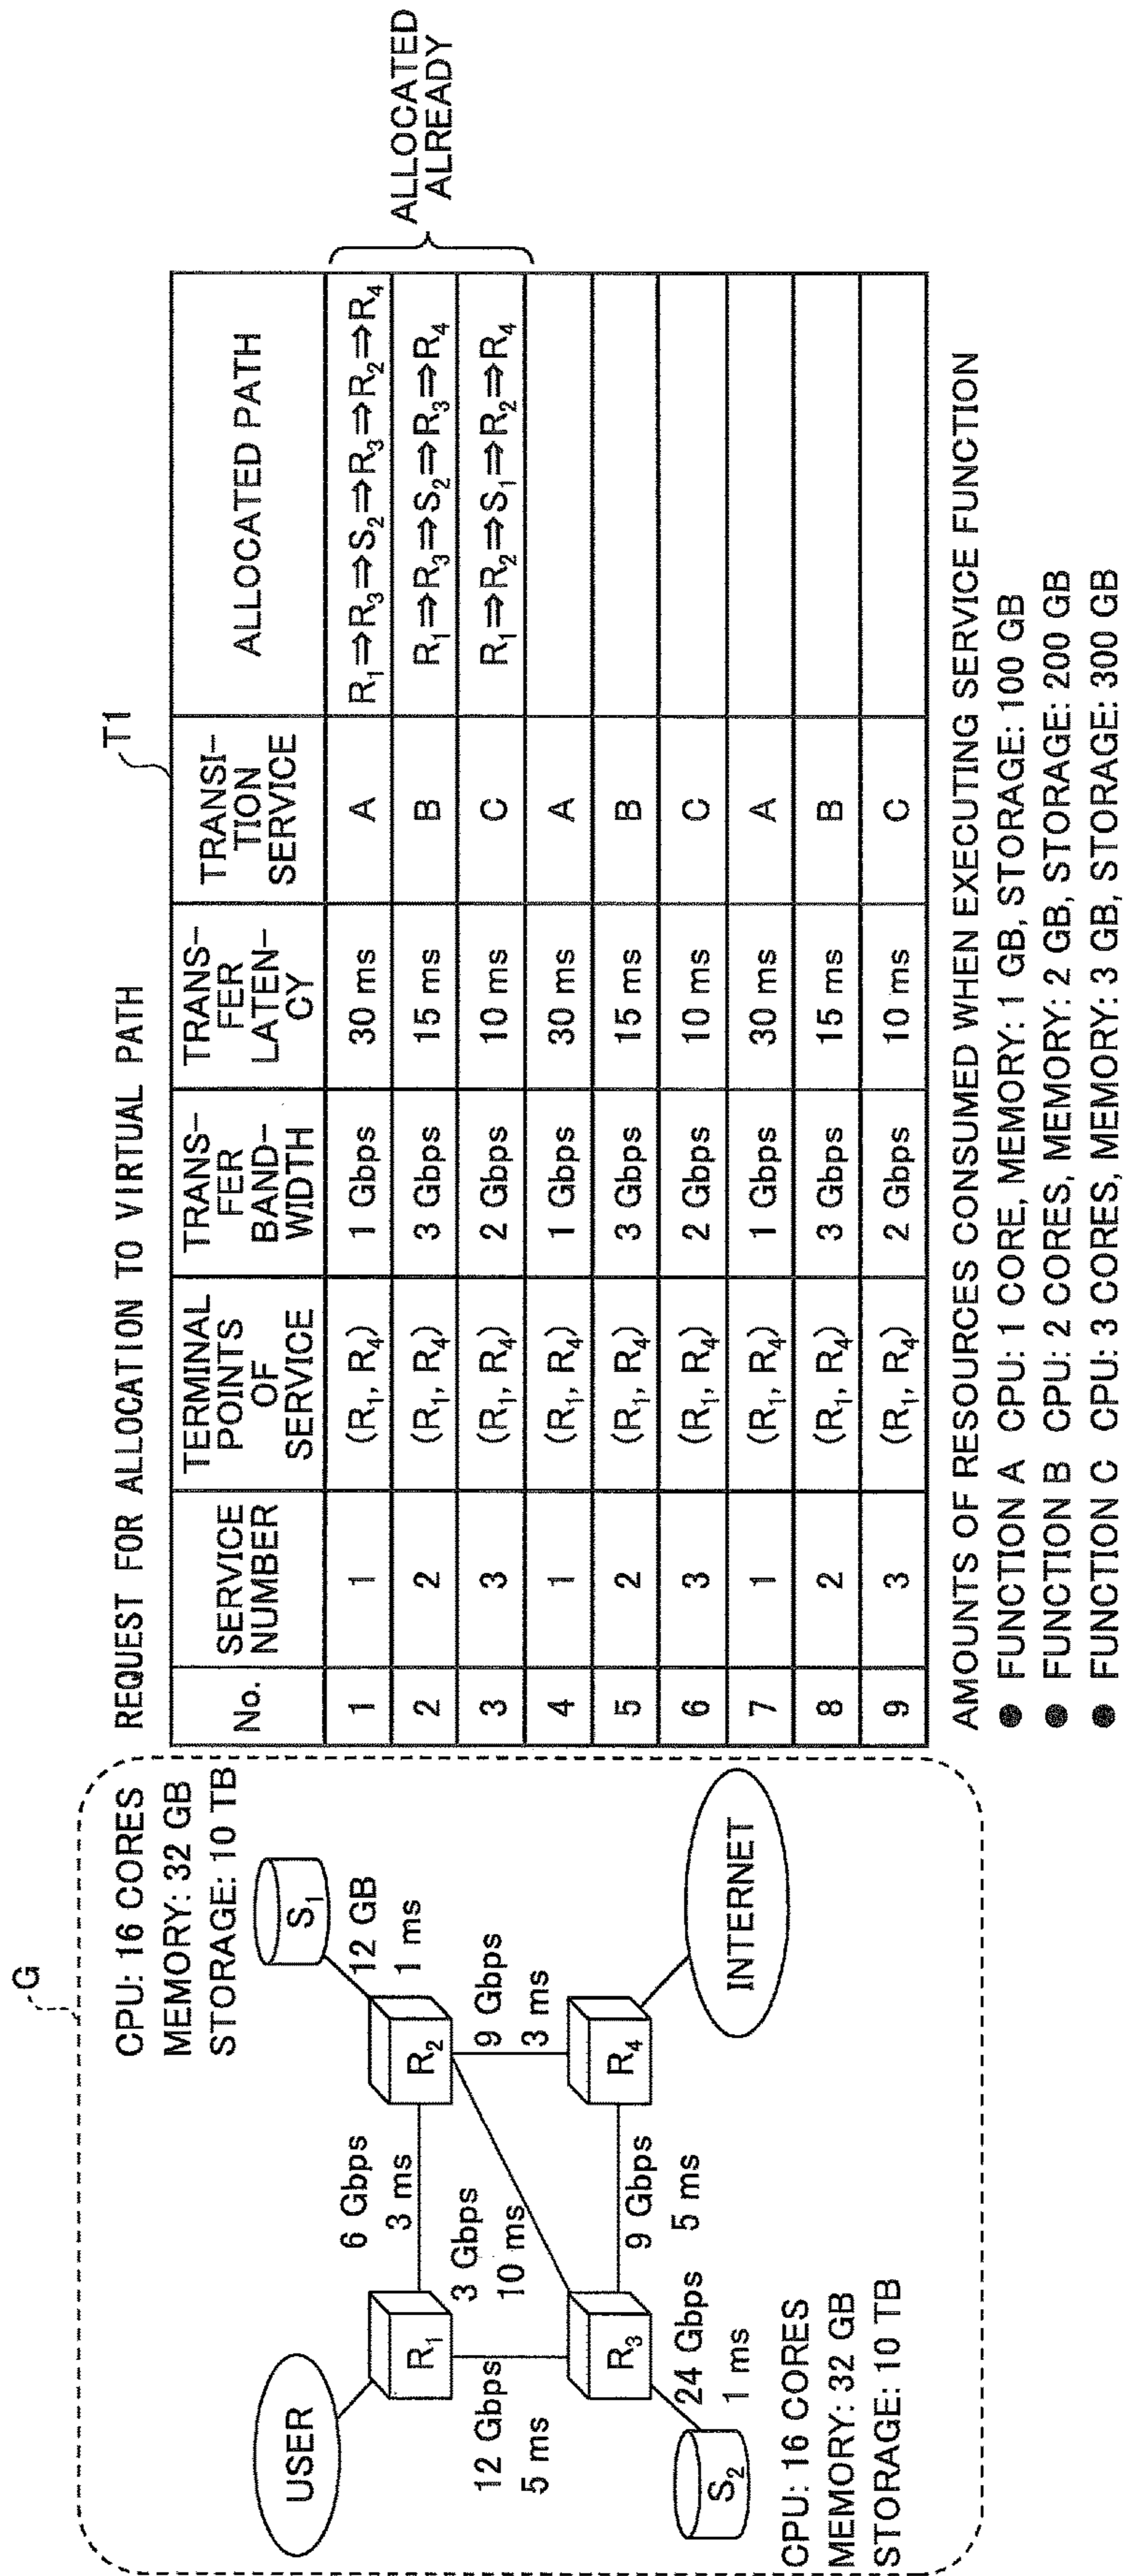 G
CPU: 16 CORES
MEMORY: 32 GB
STORAGE: 10 TB
USER
S1
12 GB
1 ms
6 Gbps
3 ms
R1
R2
3 Gbps
10 ms
9 Gbps
3 ms
12 Gbps
5 ms
R3
R4
9 Gbps
5 ms
24 Gbps
1 ms
S2
INTERNET
CPU: 16 CORES
MEMORY: 32 GB
STORAGE: 10 TB
REQUEST FOR ALLOCATION TO VIRTUAL PATH
T1
No. SERVICE NUMBER TERMINAL POINTS OF SERVICE TRANS-FER BAND-WIDTH TRANS-FER LATEN-CY TRANSI-TION SERVICE ALLOCATED PATH
1 1 (R1, R4) 1 Gbps 30 ms A R1⇒R3⇒S2⇒R3⇒R2⇒R4
2 2 (R1, R4) 3 Gbps 15 ms B R1⇒R3⇒S2⇒R3⇒R4
3 3 (R1, R4) 2 Gbps 10 ms C R1⇒R2⇒S1⇒R2⇒R4
4 1 (R1, R4) 1 Gbps 30 ms A
5 2 (R1, R4) 3 Gbps 15 ms B
6 3 (R1, R4) 2 Gbps 10 ms C
7 1 (R1, R4) 1 Gbps 30 ms A
8 2 (R1, R4) 3 Gbps 15 ms B
9 3 (R1, R4) 2 Gbps 10 ms C
ALLOCATED
ALREADY
AMOUNTS OF RESOURCES CONSUMED WHEN EXECUTING SERVICE FUNCTION
● FUNCTION A CPU: 1 CORE, MEMORY: 1 GB, STORAGE: 100 GB
● FUNCTION B CPU: 2 CORES, MEMORY: 2 GB, STORAGE: 200 GB
● FUNCTION C CPU: 3 CORES, MEMORY: 3 GB, STORAGE: 300 GB